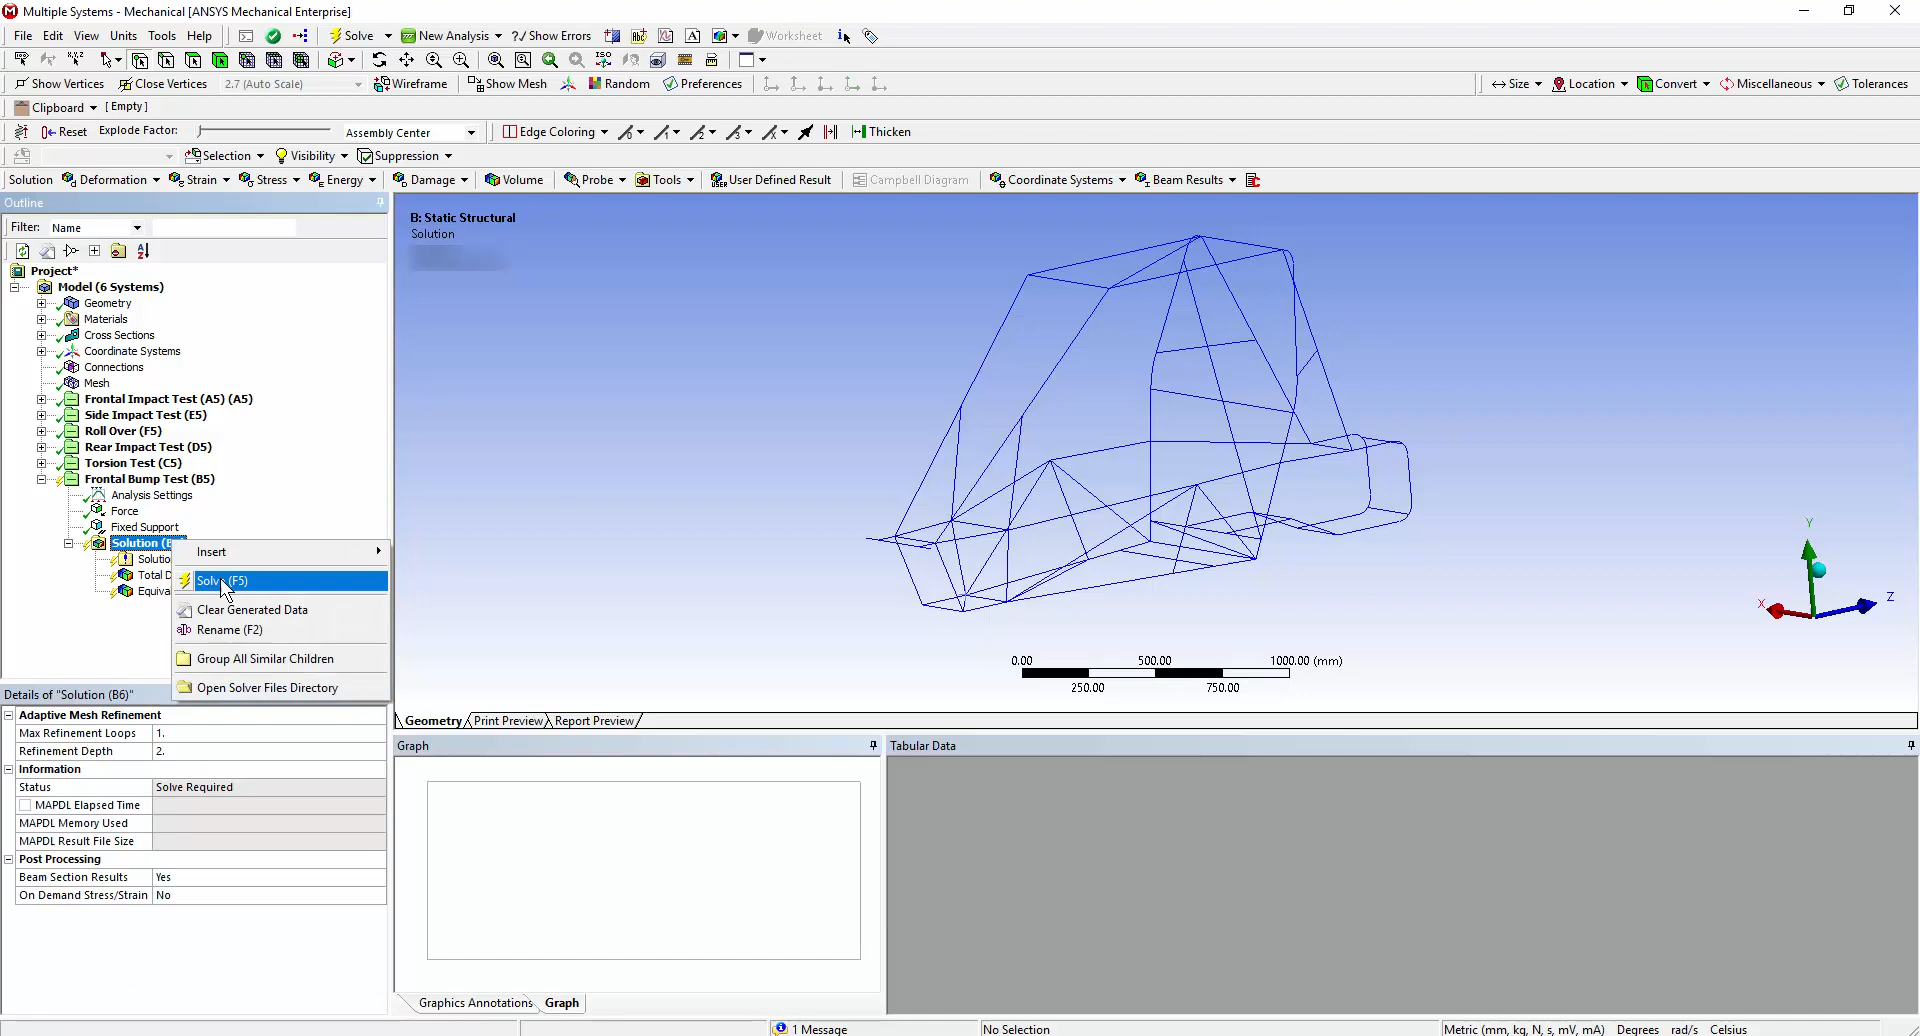 Multiple Systems - Mechanical [ANSYS Mechanical Enterprise]
File Edit View Units Tools Help Solve New Analysis ?/ Show Errors Worksheet
Show Vertices Close Vertices 2.7 (Auto Scale) Wireframe Show Mesh Random Preferences Size Location Convert Miscellaneous Tolerances
Clipboard [ Empty ]
Reset Explode Factor: Assembly Center Edge Coloring Thicken
Selection Visibility Suppression
Solution Deformation Strain Stress Energy Damage Volume Probe Tools User Defined Result Campbell Diagram Coordinate Systems Beam Results
Outline
Filter: Name
Project*
Model (6 Systems)
Geometry
Materials
Cross Sections
Coordinate Systems
Connections
Mesh
Frontal Impact Test (A5) (A5)
Side Impact Test (E5)
Roll Over (F5)
Rear Impact Test (D5)
Torsion Test (C5)
Frontal Bump Test (B5)
Analysis Settings
Force
Fixed Support
Solution (B
Solutio
Total D
Equiva
Insert
Solve (F5)
Clear Generated Data
Rename (F2)
Group All Similar Children
Open Solver Files Directory
Details of "Solution (B6)"
Adaptive Mesh Refinement
Max Refinement Loops 1.
Refinement Depth 2.
Information
Status Solve Required
MAPDL Elapsed Time
MAPDL Memory Used
MAPDL Result File Size
Post Processing
Beam Section Results Yes
On Demand Stress/Strain No
B: Static Structural
Solution
Y
X
Z
0.00 500.00 1000.00 (mm)
250.00 750.00
Geometry Print Preview Report Preview
Graph
Tabular Data
Graphics Annotations Graph
1 Message No Selection Metric (mm, kg, N, s, mV, mA) Degrees rad/s Celsius